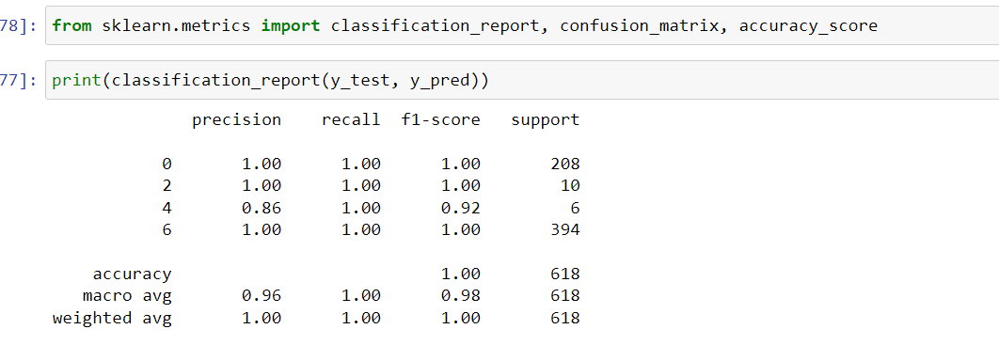 78]: from sklearn.metrics import classification_report, confusion_matrix, accuracy_score
77]: print(classification_report(y_test, y_pred))
precision recall f1-score support
0 1.00 1.00 1.00 208
2 1.00 1.00 1.00 10
4 0.86 1.00 0.92 6
6 1.00 1.00 1.00 394
accuracy 1.00 618
macro avg 0.96 1.00 0.98 618
weighted avg 1.00 1.00 1.00 618